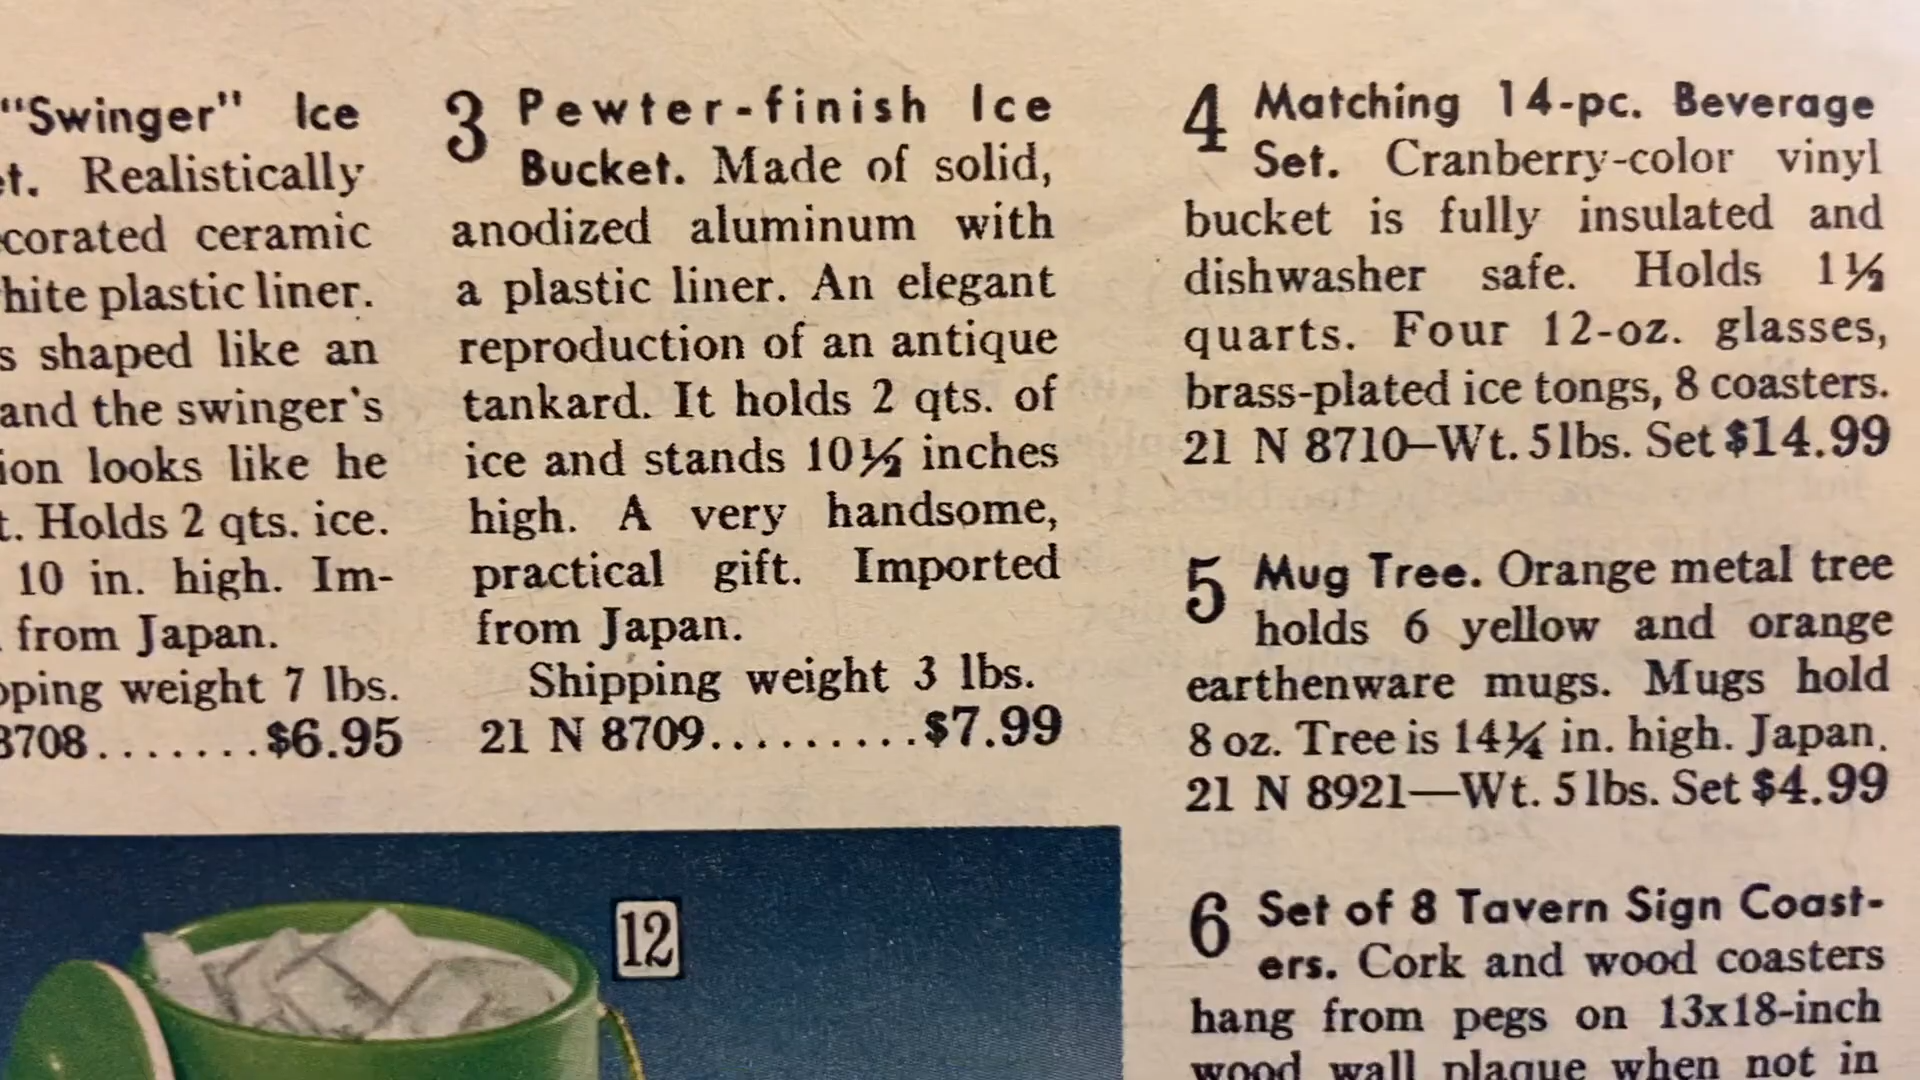 "Swinger" Ice
Realistically
ceramic
plastic liner.
shaped like an
and the swinger's
looks like he
Holds 2 qts. ice.
10 in. high. Im-
from Japan.
weight 7 lbs.
8708.......$6.95
3 Pewter-finish Ice
Bucket. Made of solid,
anodized aluminum with
a plastic liner. An elegant
reproduction of an antique
tankard. It holds 2 qts. of
ice and stands 10½ inches
high. A very handsome,
practical gift. Imported
from Japan.
Shipping weight 3 lbs.
21 N 8709..........$7.99
12
4 Matching 14-pc. Beverage
Set. Cranberry-color vinyl
bucket is fully insulated and
dishwasher safe. Holds 1½
quarts. Four 12-oz. glasses,
brass-plated ice tongs, 8 coasters.
21 N 8710—Wt. 5 lbs. Set $14.99
5 Mug Tree. Orange metal tree
holds 6 yellow and orange
earthenware mugs. Mugs hold
8 oz. Tree is 14¼ in. high. Japan.
21 N 8921—Wt. 5 lbs. Set $4.99
6 Set of 8 Tavern Sign Coast-
ers. Cork and wood coasters
hang from pegs on 13x18-inch
wood wall plaque when not in